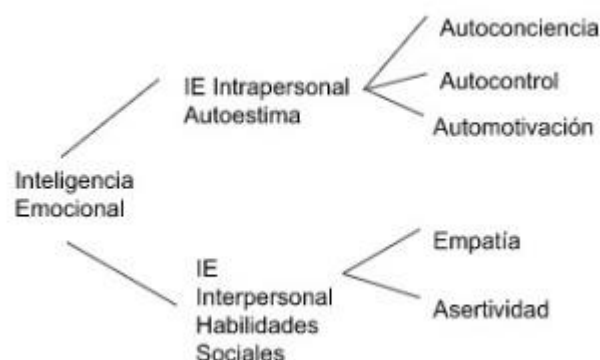 Autoconciencia
IE Intrapersonal
Autoestima
Autocontrol
Automotivación
Inteligencia
Emocional
Empatía
IE
Interpersonal
Habilidades
Sociales
Asertividad